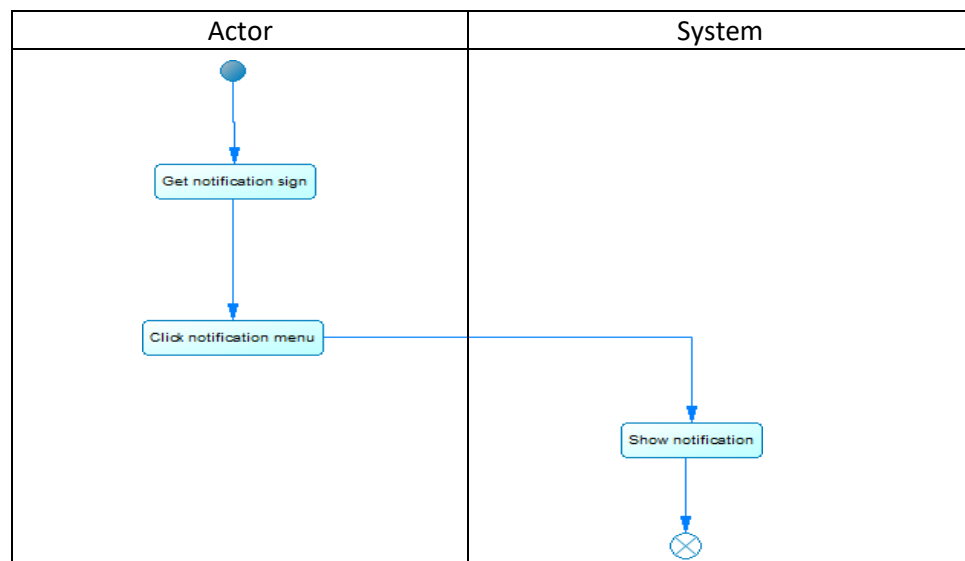 Actor
System
Get notification sign
Click notification menu
Show notification